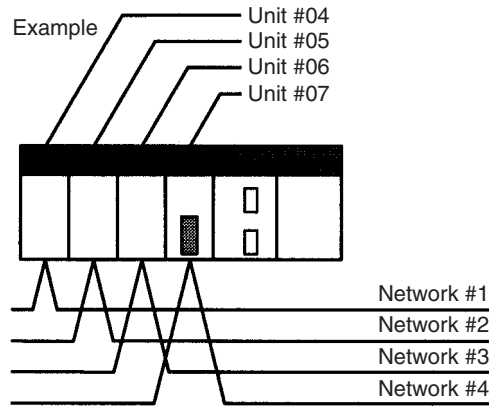 Example
Unit #04
Unit #05
Unit #06
Unit #07
Network #1
Network #2
Network #3
Network #4